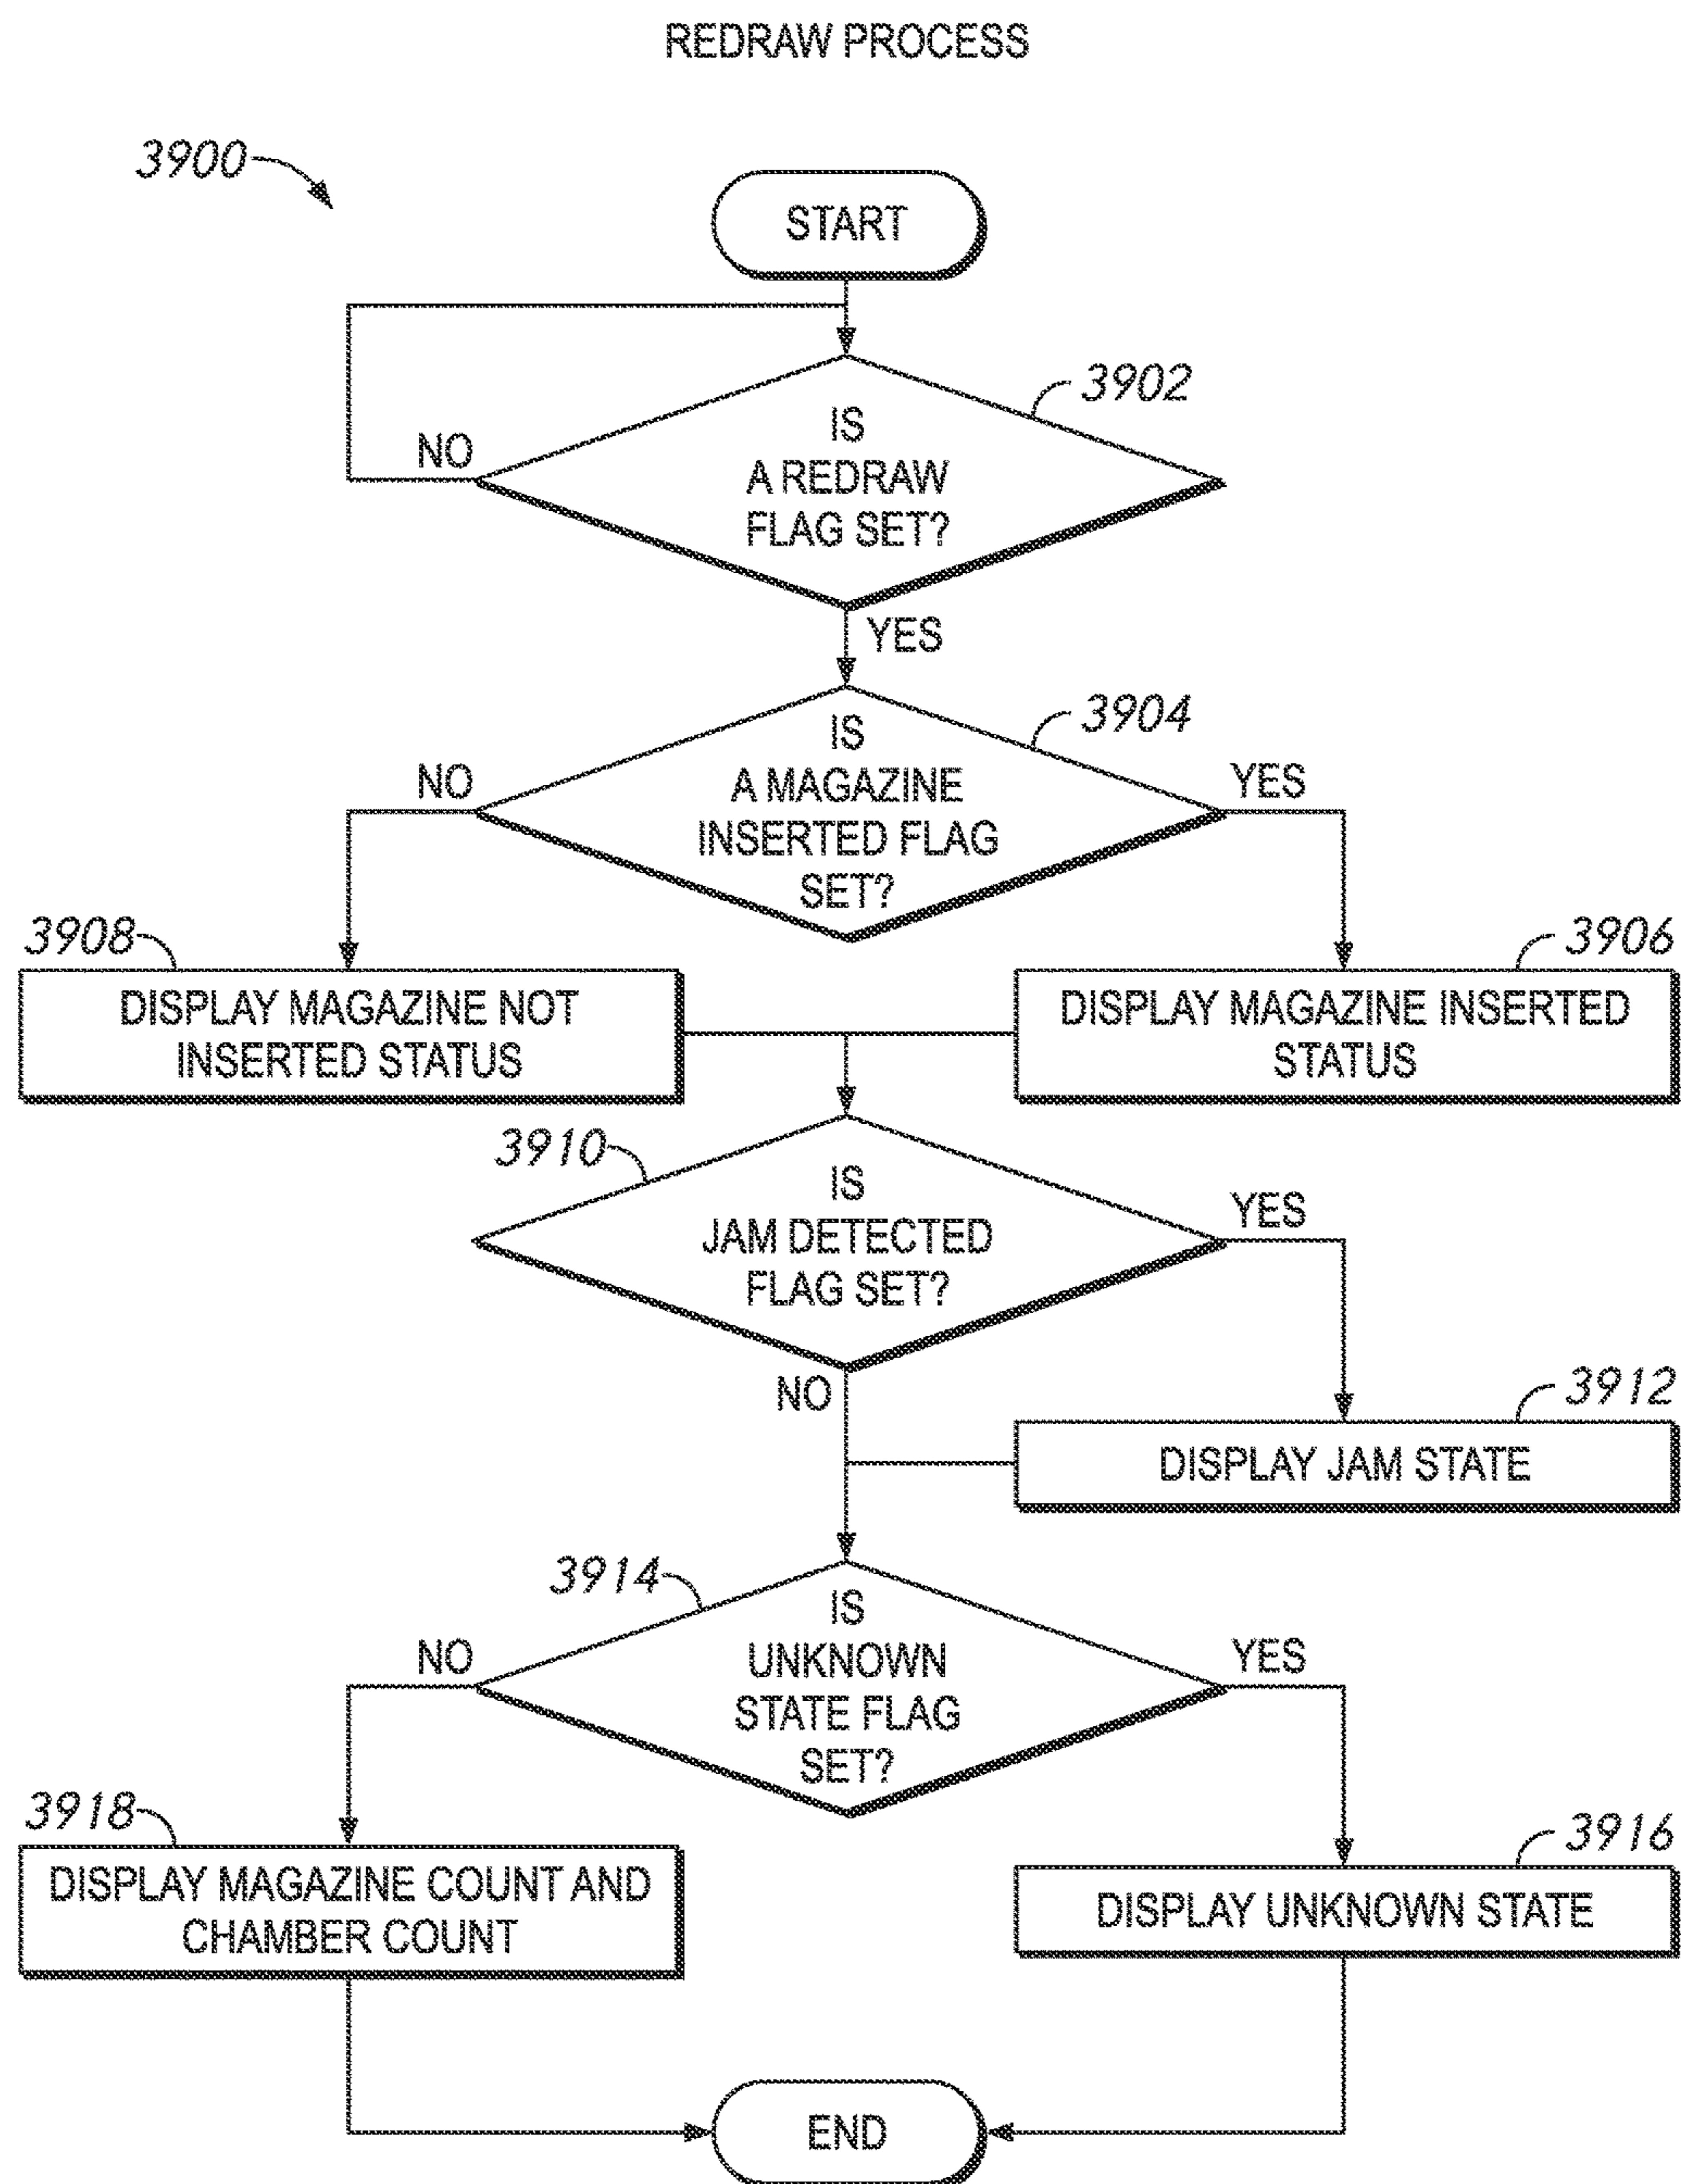 REDRAW PROCESS
3900
START
3902
IS
A REDRAW
FLAG SET?
NO
YES
3904
IS
A MAGAZINE
INSERTED FLAG
SET?
NO
YES
3908
3906
DISPLAY MAGAZINE NOT
INSERTED STATUS
DISPLAY MAGAZINE INSERTED
STATUS
3910
IS
JAM DETECTED
FLAG SET?
YES
NO
3912
DISPLAY JAM STATE
3914
IS
UNKNOWN
STATE FLAG
SET?
NO
YES
3918
3916
DISPLAY MAGAZINE COUNT AND
CHAMBER COUNT
DISPLAY UNKNOWN STATE
END